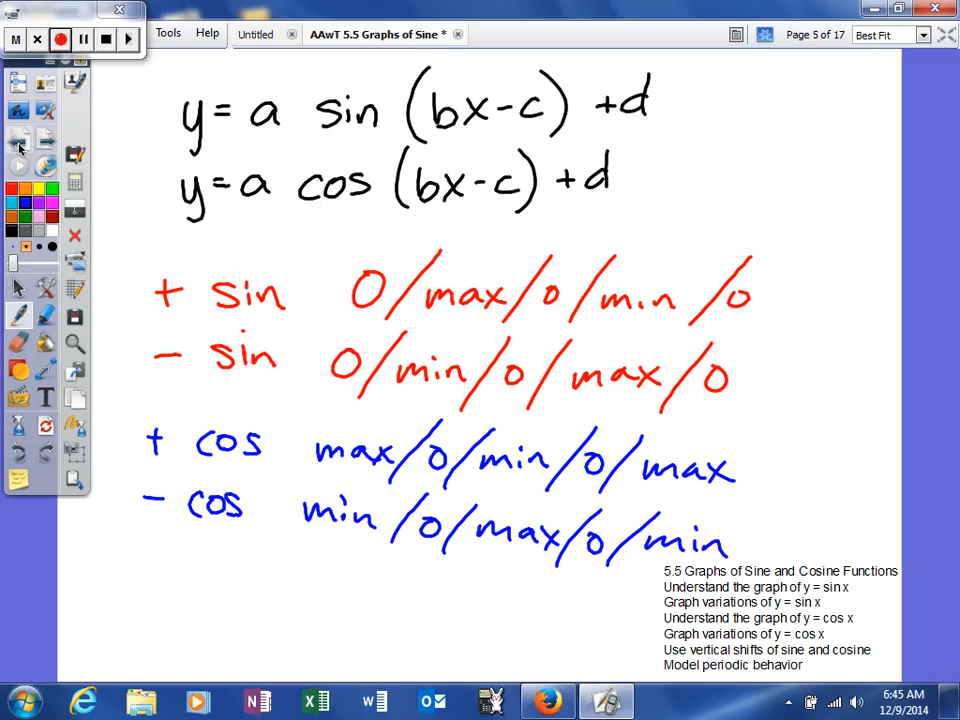 M
Tools Help Untitled AAwT 5.5 Graphs of Sine * Page 5 of 17 Best Fit
y= a sin (bx-c) +d
y= a cos (bx-c) +d
+ sin 0/max/0/min/0
- sin 0/min/0/max/0
+ cos max/0/min/0/max
- cos min/0/max/0/min
5.5 Graphs of Sine and Cosine Functions
Understand the graph of y = sin x
Graph variations of y = sin x
Understand the graph of y = cos x
Graph variations of y = cos x
Use vertical shifts of sine and cosine
Model periodic behavior
6:45 AM
12/9/2014